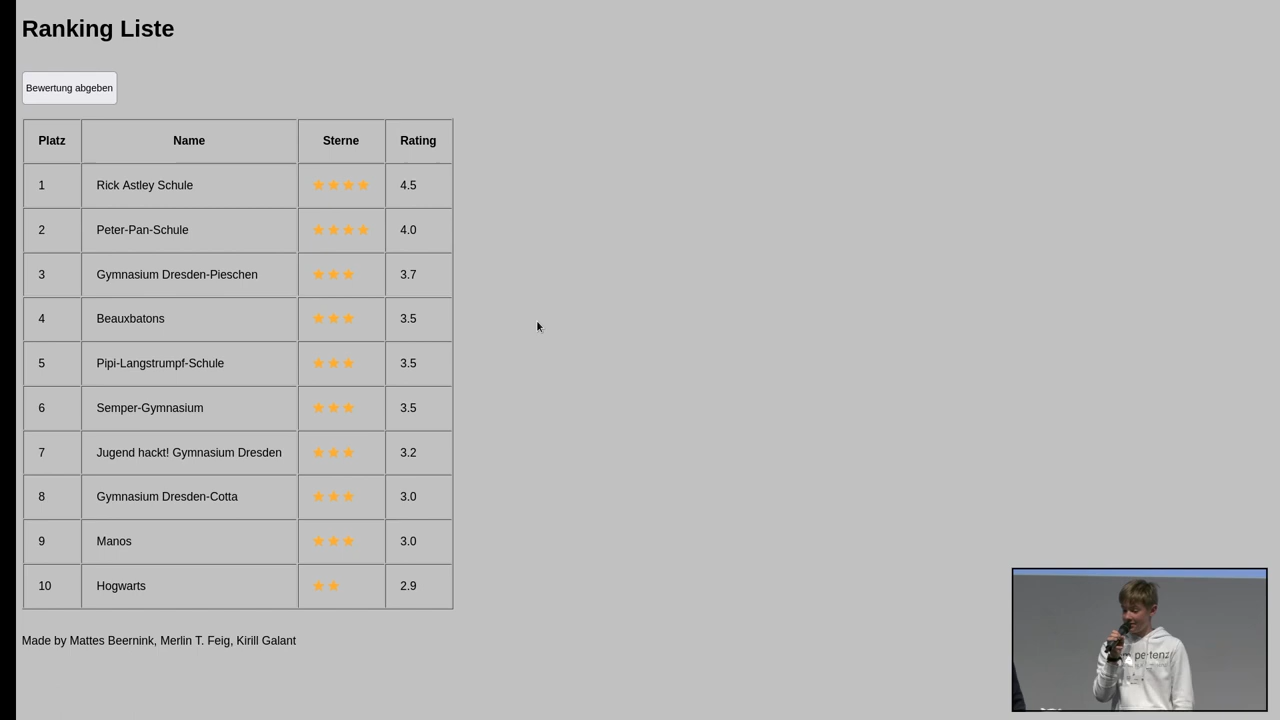 Ranking Liste
Bewertung abgeben
Platz Name Sterne Rating
1 Rick Astley Schule ★★★★ 4.5
2 Peter-Pan-Schule ★★★★ 4.0
3 Gymnasium Dresden-Pieschen ★★★ 3.7
4 Beauxbatons ★★★ 3.5
5 Pipi-Langstrumpf-Schule ★★★ 3.5
6 Semper-Gymnasium ★★★ 3.5
7 Jugend hackt! Gymnasium Dresden ★★★ 3.2
8 Gymnasium Dresden-Cotta ★★★ 3.0
9 Manos ★★★ 3.0
10 Hogwarts ★★ 2.9
Made by Mattes Beernink, Merlin T. Feig, Kirill Galant